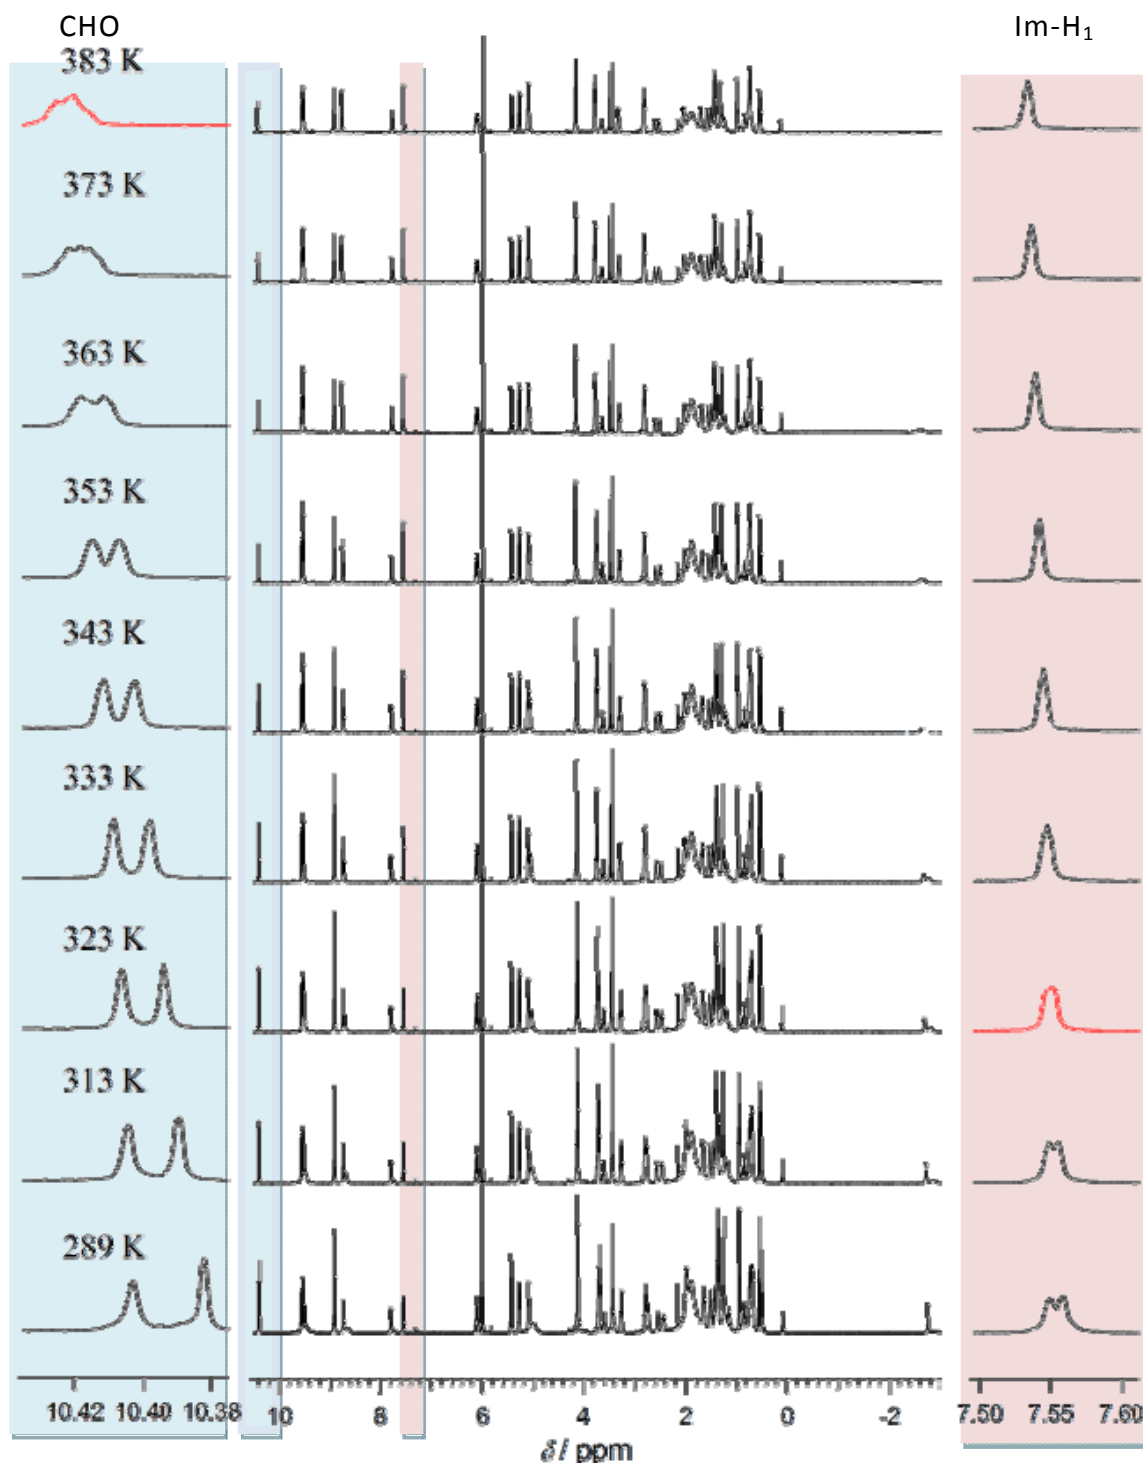 CHO
Im-H₁
383 K
373 K
363 K
353 K
343 K
333 K
323 K
313 K
289 K
10.42 10.40 10.38
10 8 6 4 2 0 -2
7.50 7.55 7.60
δ/ ppm